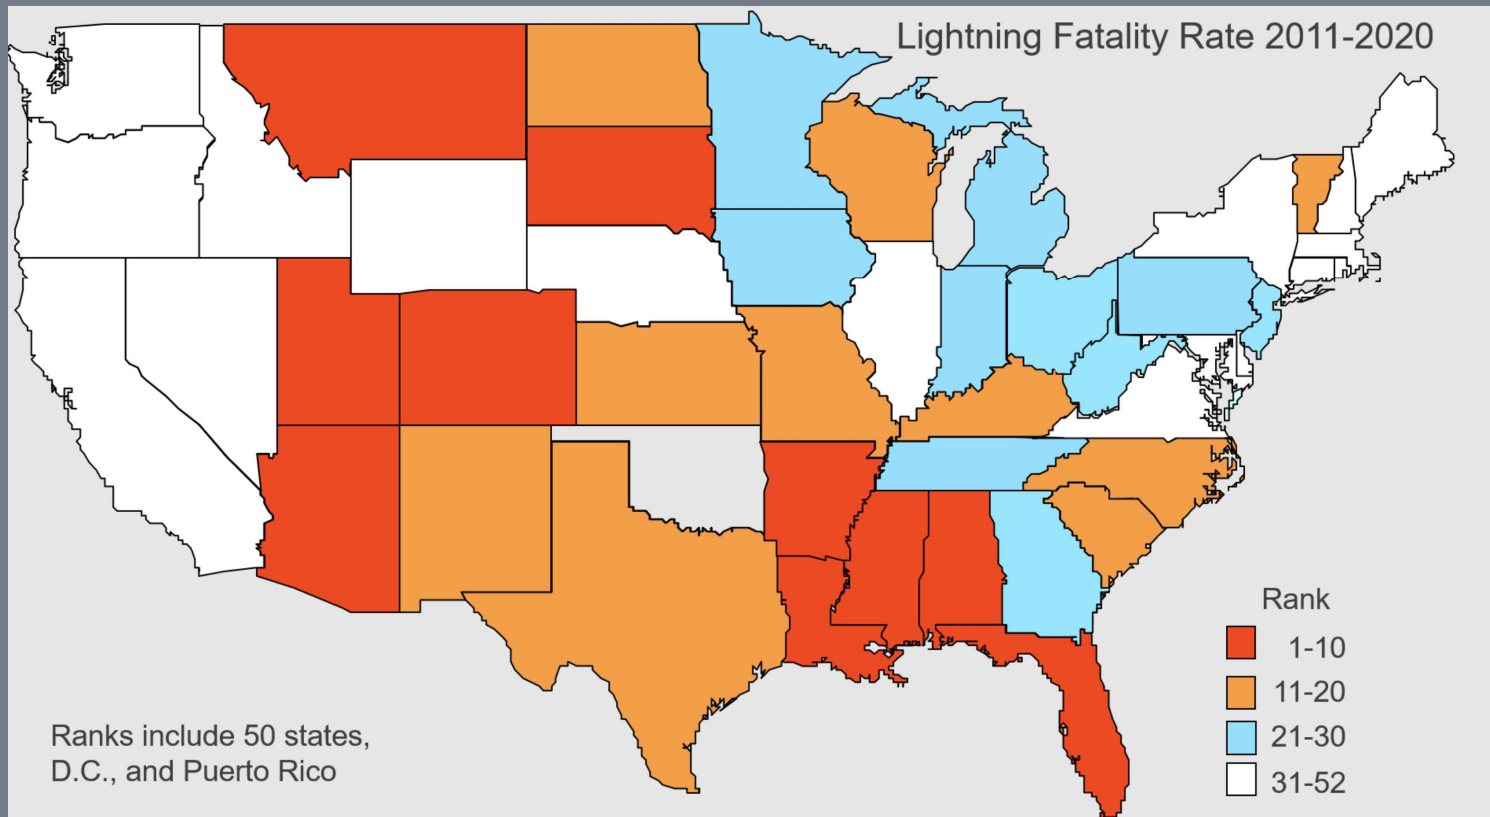 Lightning Fatality Rate 2011-2020
Rank
1-10
11-20
21-30
31-52
Ranks include 50 states,
D.C., and Puerto Rico